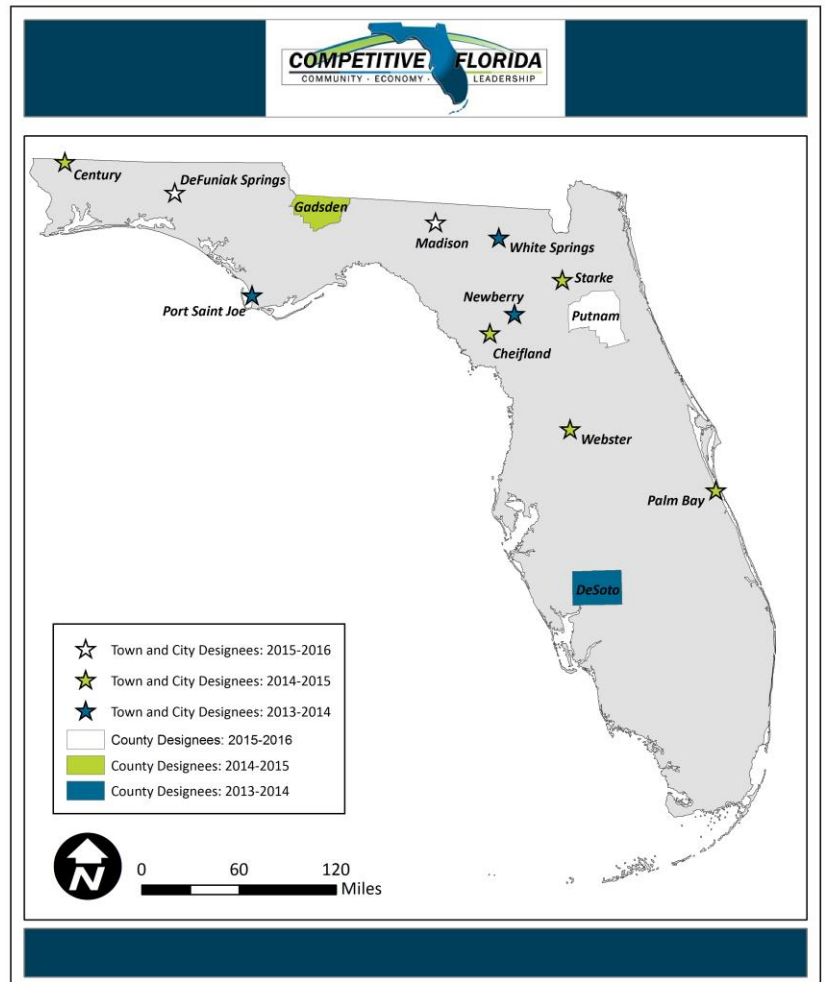 COMPETITIVE FLORIDA
COMMUNITY · ECONOMY · LEADERSHIP
Century
DeFuniak Springs
Gadsden
Madison
White Springs
Starke
Port Saint Joe
Newberry
Putnam
Cheifland
Webster
Palm Bay
DeSoto
Town and City Designees: 2015-2016
Town and City Designees: 2014-2015
Town and City Designees: 2013-2014
County Designees: 2015-2016
County Designees: 2014-2015
County Designees: 2013-2014
N
0 60 120
Miles